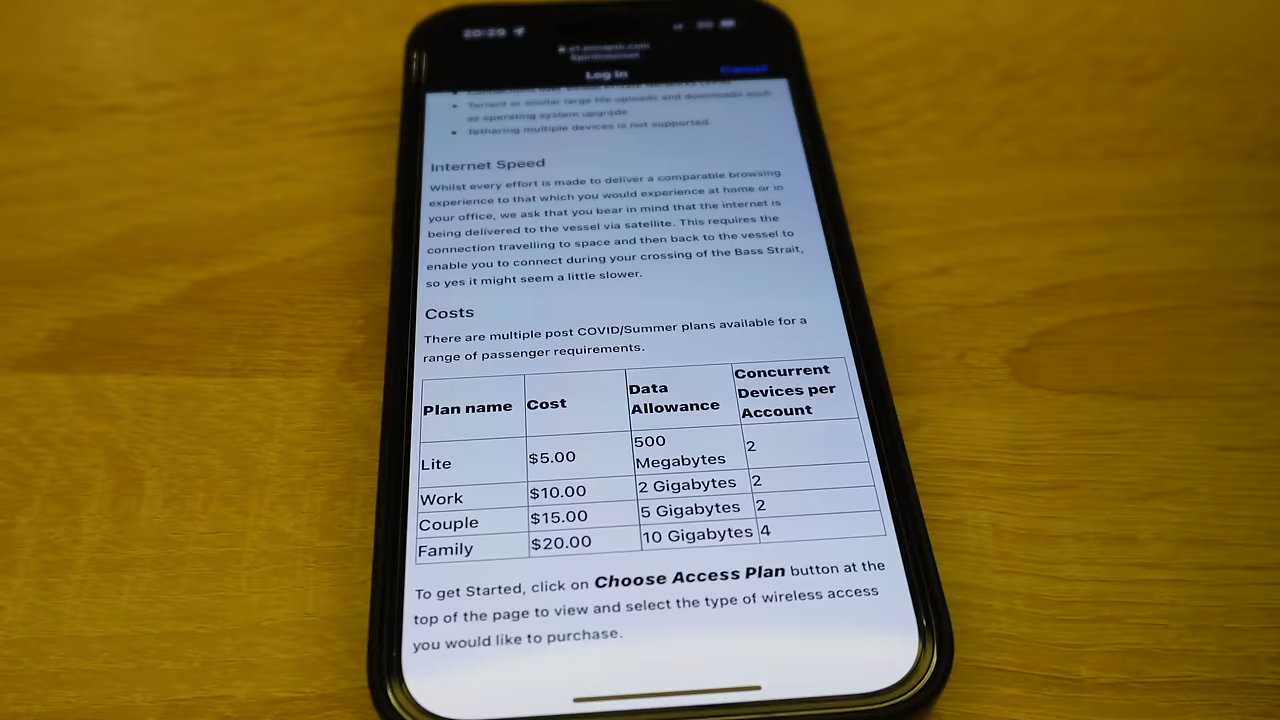 20:29
Log In
Cancel
Torrent or similar large file uploads and downloads such
as operating system upgrade.
Tethering multiple devices is not supported.
Internet Speed
Whilst every effort is made to deliver a comparable browsing
experience to that which you would experience at home or in
your office, we ask that you bear in mind that the internet is
being delivered to the vessel via satellite. This requires the
connection travelling to space and then back to the vessel to
enable you to connect during your crossing of the Bass Strait,
so yes it might seem a little slower.
Costs
There are multiple post COVID/Summer plans available for a
range of passenger requirements.
Plan name Cost Data Allowance Concurrent Devices per Account
Lite $5.00 500 Megabytes 2
Work $10.00 2 Gigabytes 2
Couple $15.00 5 Gigabytes 2
Family $20.00 10 Gigabytes 4
To get Started, click on Choose Access Plan button at the
top of the page to view and select the type of wireless access
you would like to purchase.